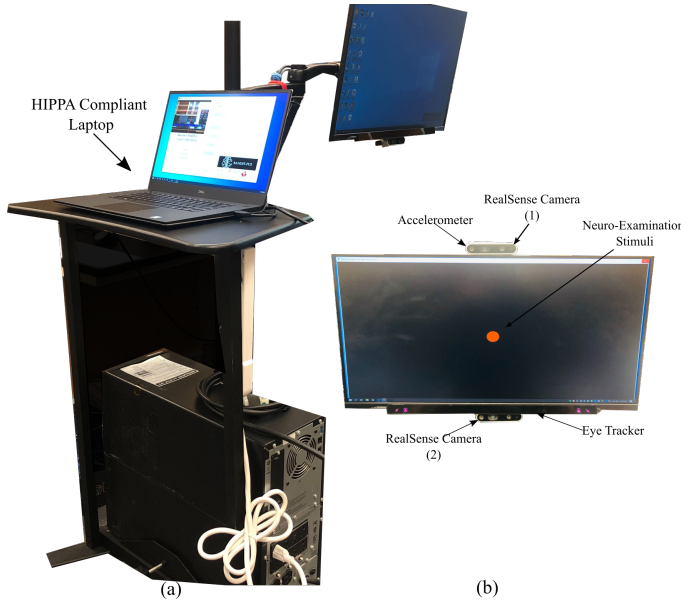 HIPPA Compliant
Laptop
RealSense Camera
(1)
Accelerometer
Neuro-Examination
Stimuli
RealSense Camera
(2)
Eye Tracker
(a)
(b)